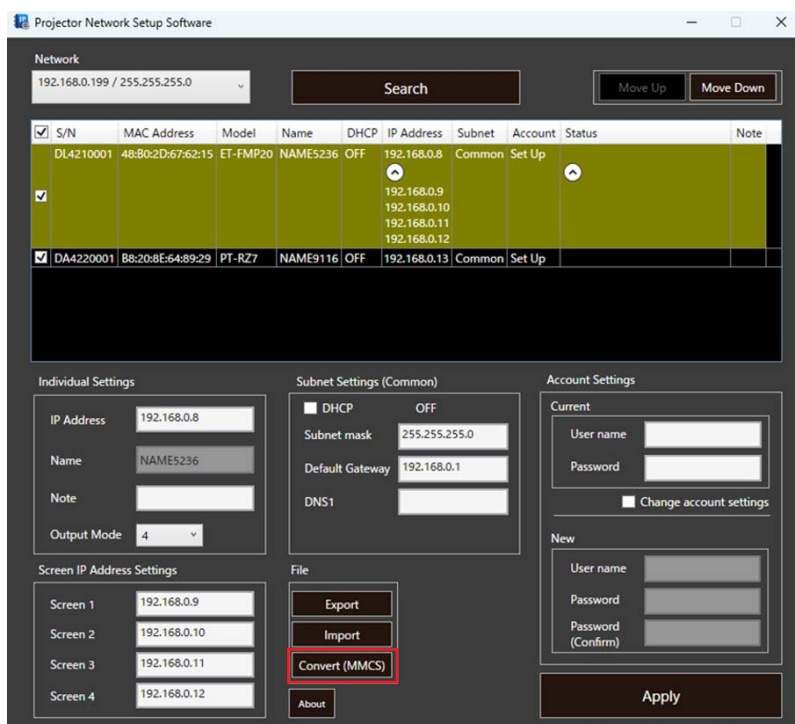 Projector Network Setup Software
Network
192.168.0.199 / 255.255.255.0
Search
Move Up
Move Down
S/N MAC Address Model Name DHCP IP Address Subnet Account Status Note
DL4210001 48:B0:2D:67:62:15 ET-FMP20 NAME5236 OFF 192.168.0.8 Common Set Up
192.168.0.9
192.168.0.10
192.168.0.11
192.168.0.12
DA4220001 B8:20:8E:64:89:29 PT-RZ7 NAME9116 OFF 192.168.0.13 Common Set Up
Individual Settings
IP Address 192.168.0.8
Name NAME5236
Note
Output Mode 4
Subnet Settings (Common)
DHCP OFF
Subnet mask 255.255.255.0
Default Gateway 192.168.0.1
DNS1
Account Settings
Current
User name
Password
Change account settings
New
User name
Password
Password
(Confirm)
Screen IP Address Settings
Screen 1 192.168.0.9
Screen 2 192.168.0.10
Screen 3 192.168.0.11
Screen 4 192.168.0.12
File
Export
Import
Convert (MMCS)
About
Apply